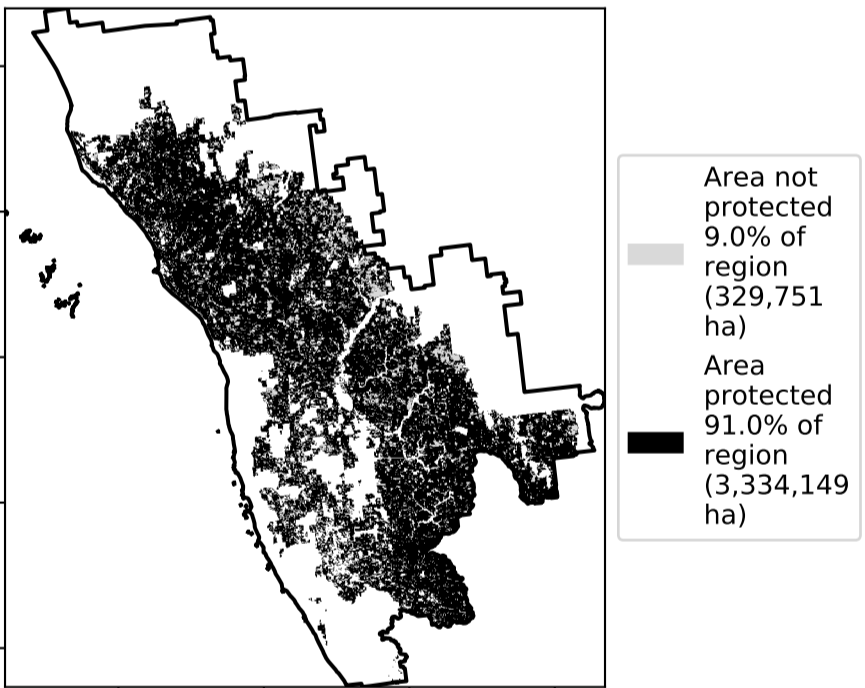 Area not
protected
9.0% of
region
(329,751
ha)
Area
protected
91.0% of
region
(3,334,149
ha)